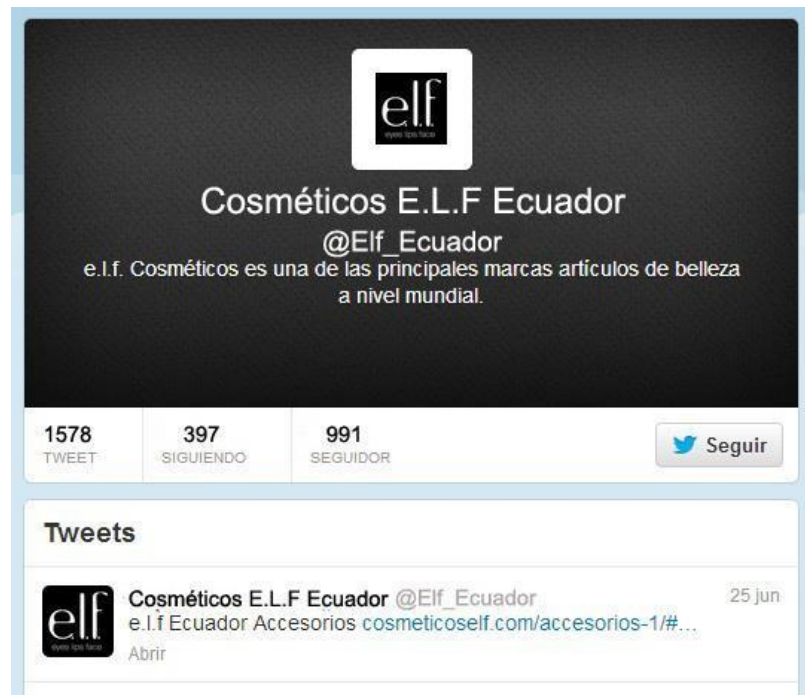 e.l.f
eyes lips face
Cosméticos E.L.F Ecuador
@Elf_Ecuador
e.l.f. Cosméticos es una de las principales marcas artículos de belleza
a nivel mundial.
1578 397 991
TWEET SIGUIENDO SEGUIDOR
Seguir
Tweets
Cosméticos E.L.F Ecuador @Elf_Ecuador 25 jun
e.l.f Ecuador Accesorios cosmeticoself.com/accesorios-1/#...
Abrir
e.l.f
eyes lips face